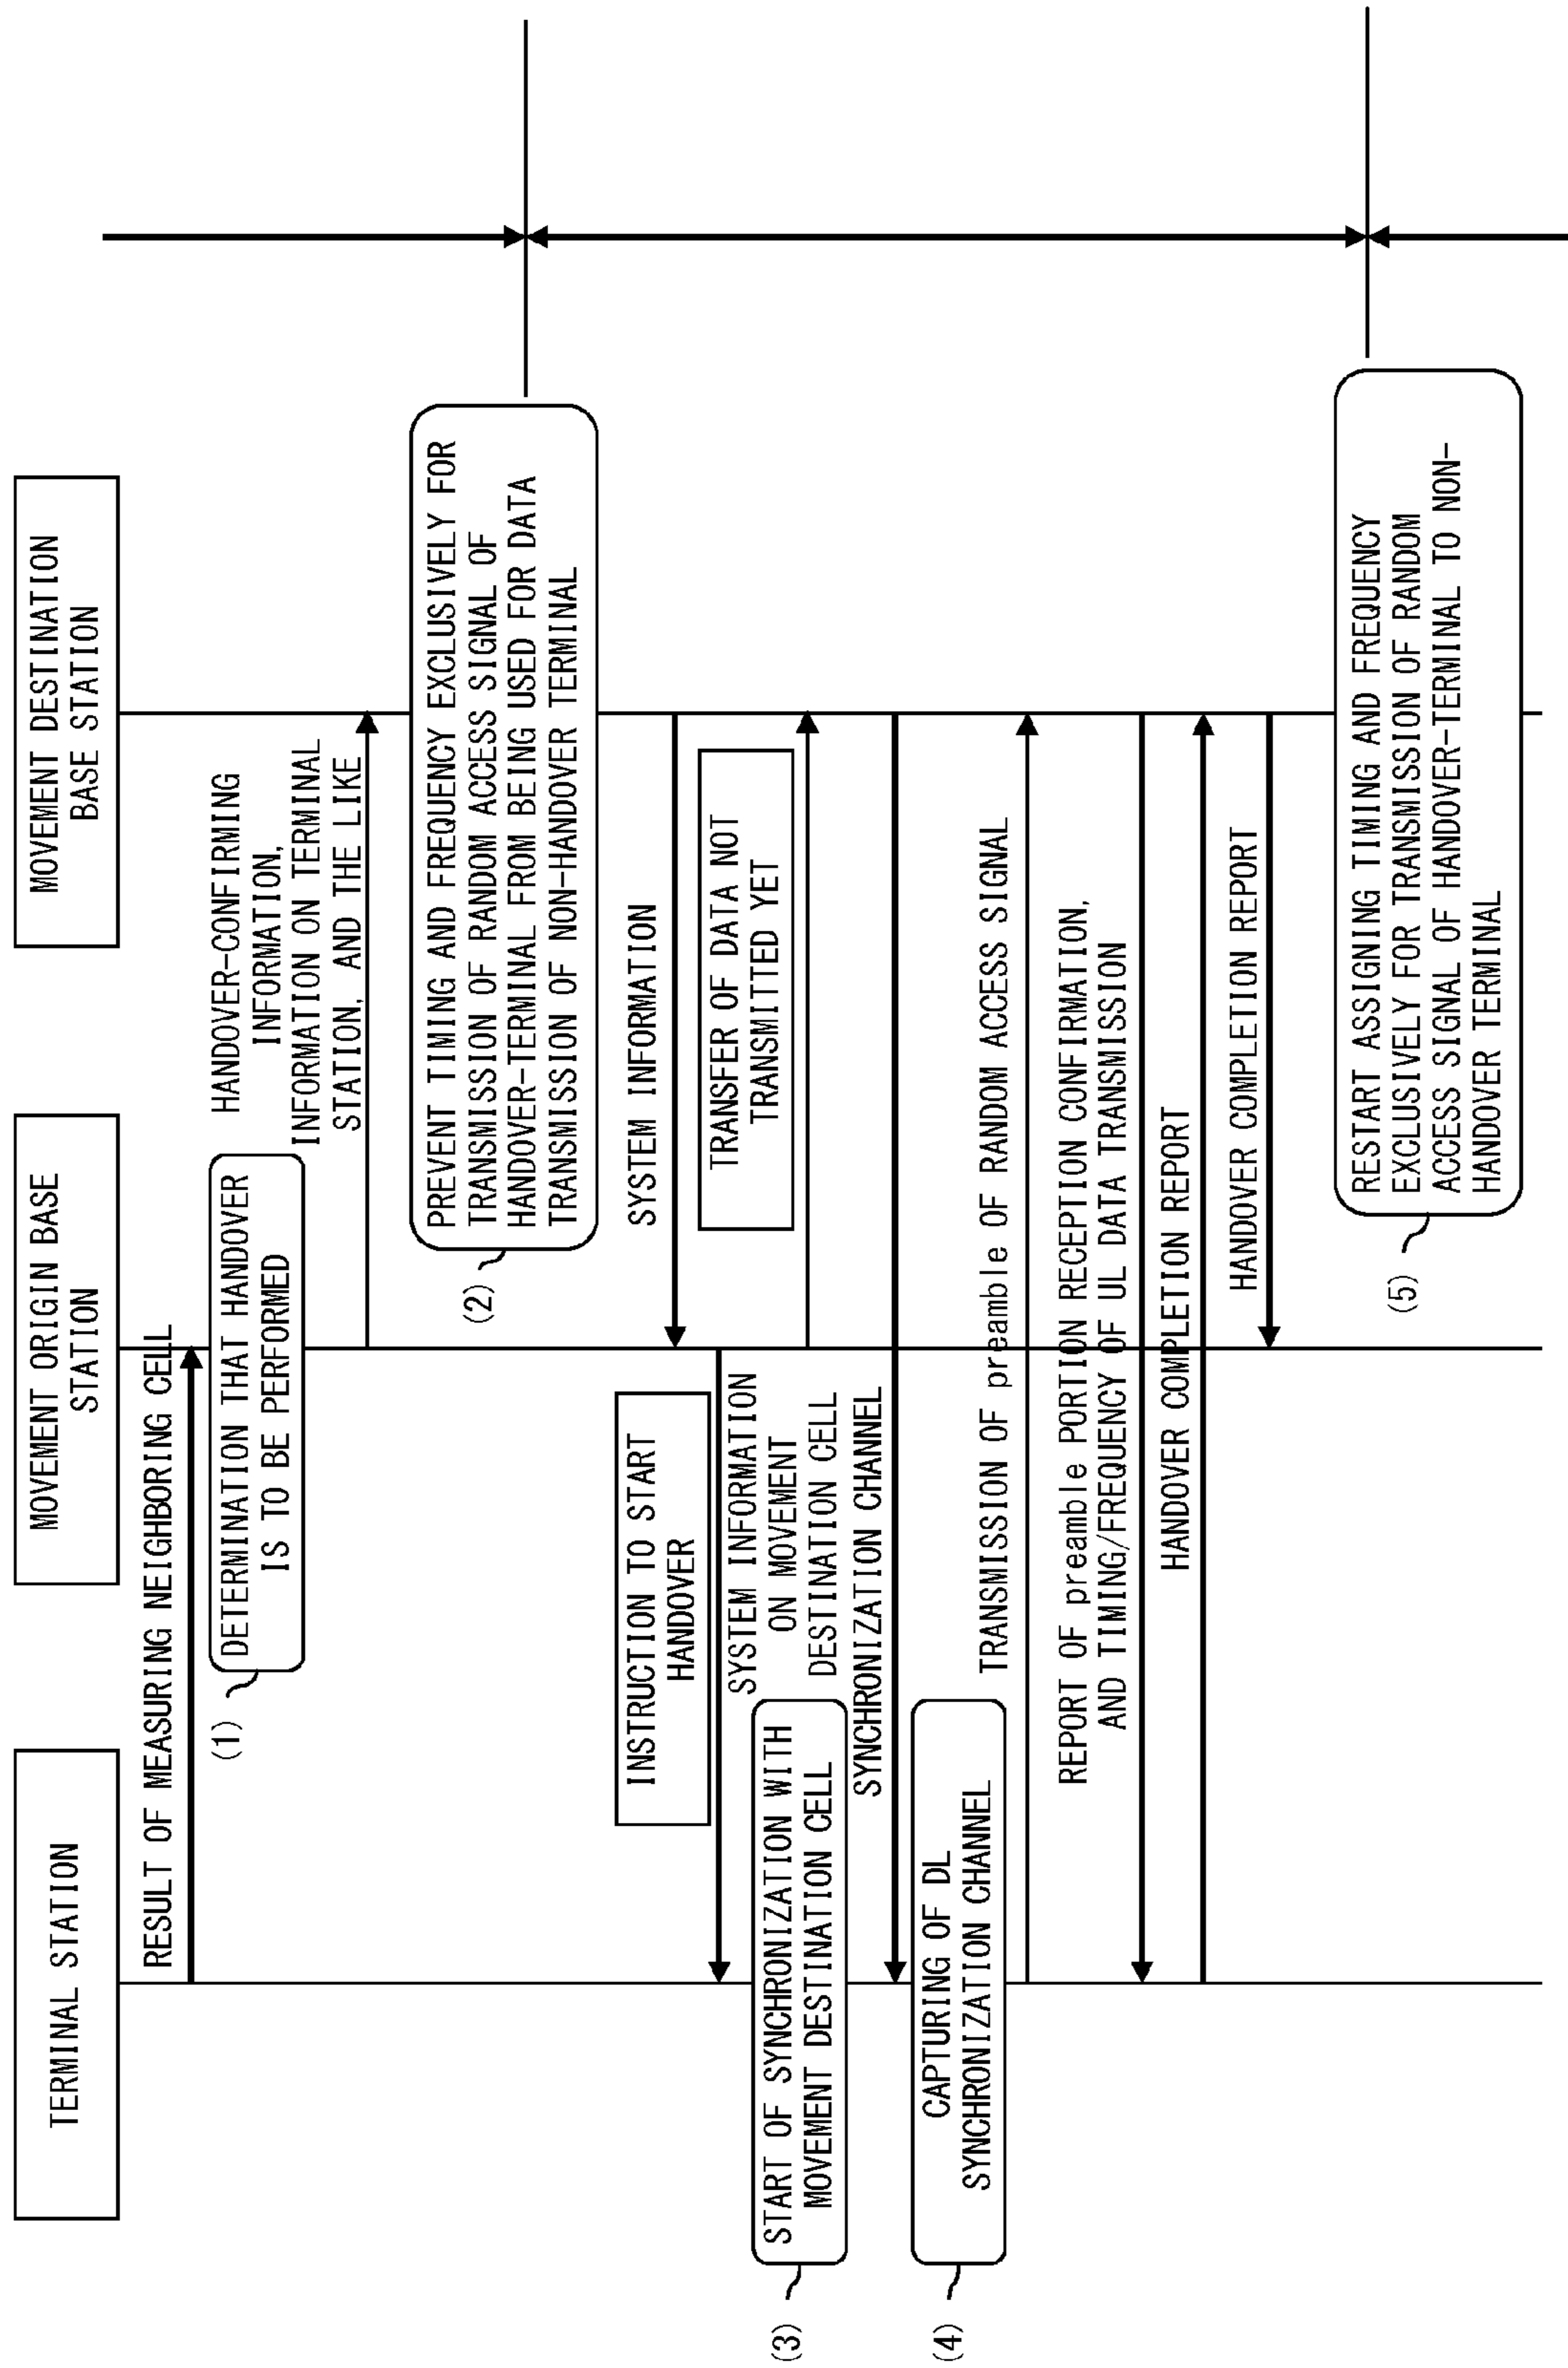 TERMINAL STATION
MOVEMENT ORIGIN BASE
STATION
MOVEMENT DESTINATION
BASE STATION
RESULT OF MEASURING NEIGHBORING CELL
(1)
DETERMINATION THAT HANDOVER
IS TO BE PERFORMED
HANDOVER-CONFIRMING
INFORMATION,
INFORMATION ON TERMINAL
STATION, AND THE LIKE
(2)
PREVENT TIMING AND FREQUENCY EXCLUSIVELY FOR
TRANSMISSION OF RANDOM ACCESS SIGNAL OF
HANDOVER-TERMINAL FROM BEING USED FOR DATA
TRANSMISSION OF NON-HANDOVER TERMINAL
SYSTEM INFORMATION
INSTRUCTION TO START
HANDOVER
TRANSFER OF DATA NOT
TRANSMITTED YET
SYSTEM INFORMATION
ON MOVEMENT
DESTINATION CELL
(3)
START OF SYNCHRONIZATION WITH
MOVEMENT DESTINATION CELL
SYNCHRONIZATION CHANNEL
(4)
CAPTURING OF DL
SYNCHRONIZATION CHANNEL
TRANSMISSION OF preamble OF RANDOM ACCESS SIGNAL
REPORT OF preamble PORTION RECEPTION CONFIRMATION,
AND TIMING/FREQUENCY OF UL DATA TRANSMISSION
HANDOVER COMPLETION REPORT
HANDOVER COMPLETION REPORT
(5)
RESTART ASSIGNING TIMING AND FREQUENCY
EXCLUSIVELY FOR TRANSMISSION OF RANDOM
ACCESS SIGNAL OF HANDOVER-TERMINAL TO NON-
HANDOVER TERMINAL